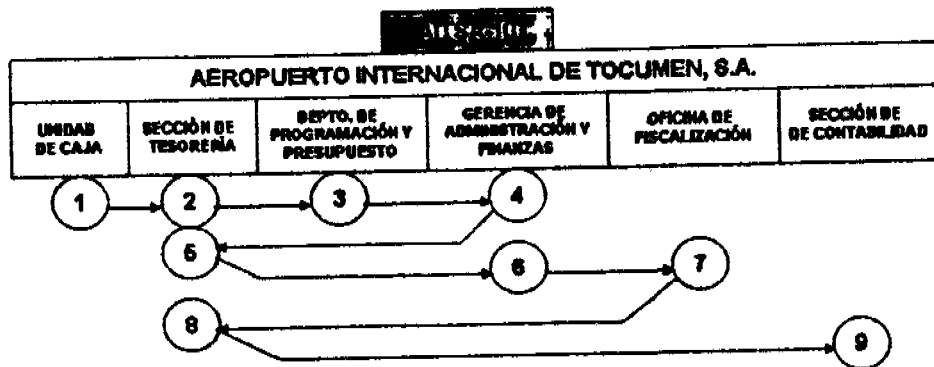 AEROPUERTO INTERNACIONAL DE TOCUMEN, S.A.
UNIDAD
DE CAJA
SECCIÓN DE
TESORERÍA
DEPTO. DE
PROGRAMACIÓN Y
PRESUPUESTO
GERENCIA DE
ADMINISTRACIÓN Y
FINANZAS
OFICINA DE
FISCALIZACIÓN
SECCIÓN DE
DE CONTABILIDAD
1 2 3 4
5 6 7
8 9